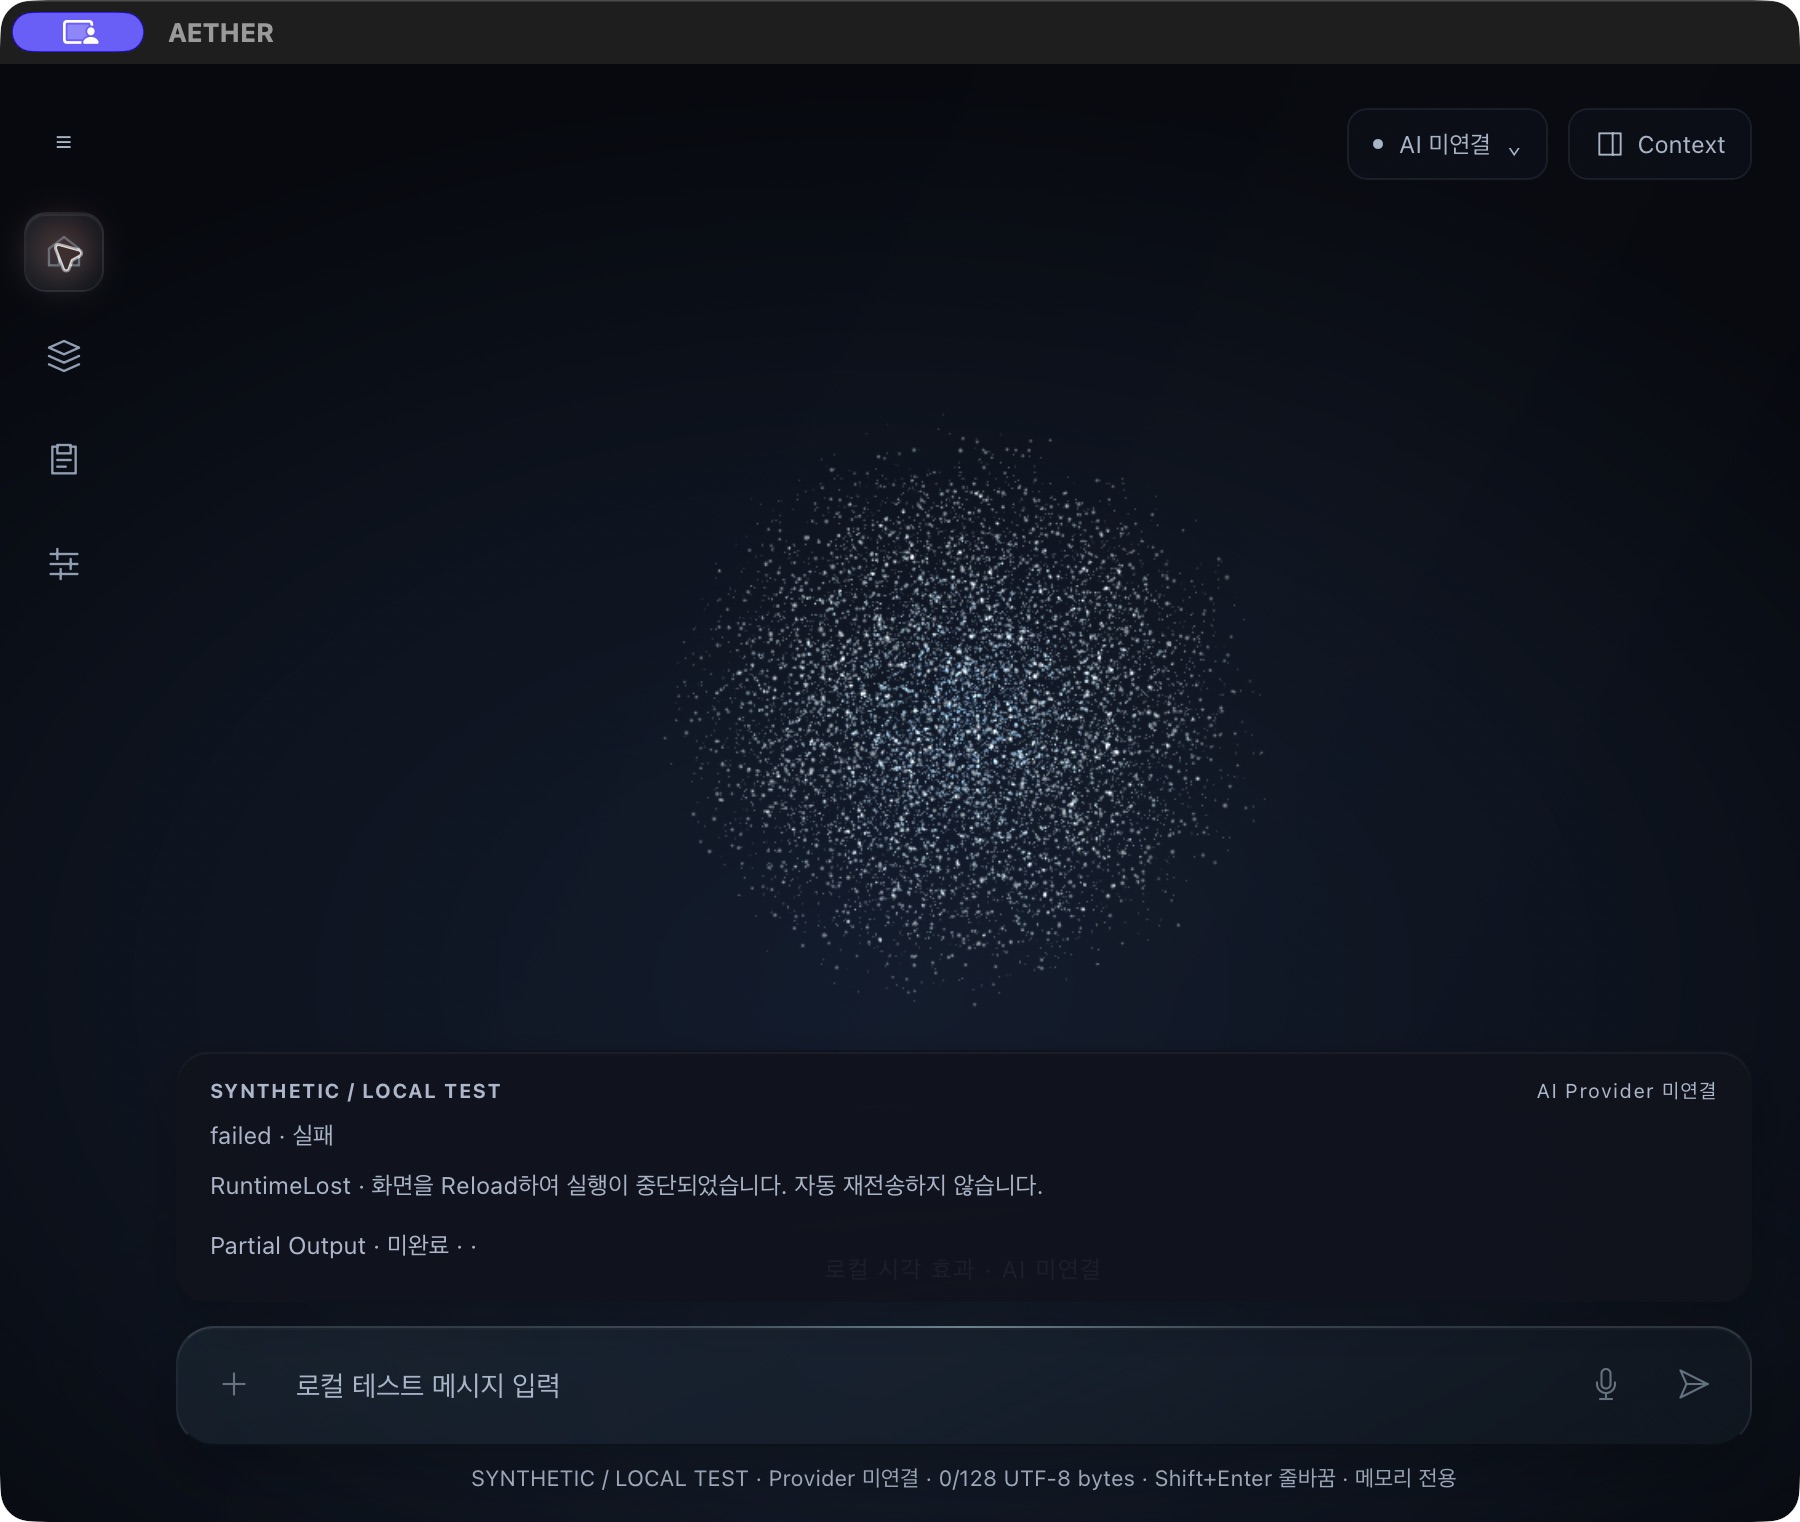 AETHER
AI 미연결
Context
SYNTHETIC / LOCAL TEST
AI Provider 미연결
failed · 실패
RuntimeLost · 화면을 Reload하여 실행이 중단되었습니다. 자동 재전송하지 않습니다.
Partial Output · 미완료 · ·
로컬 시각 효과 · AI 미연결
로컬 테스트 메시지 입력
SYNTHETIC / LOCAL TEST · Provider 미연결 · 0/128 UTF-8 bytes · Shift+Enter 줄바꿈 · 메모리 전용